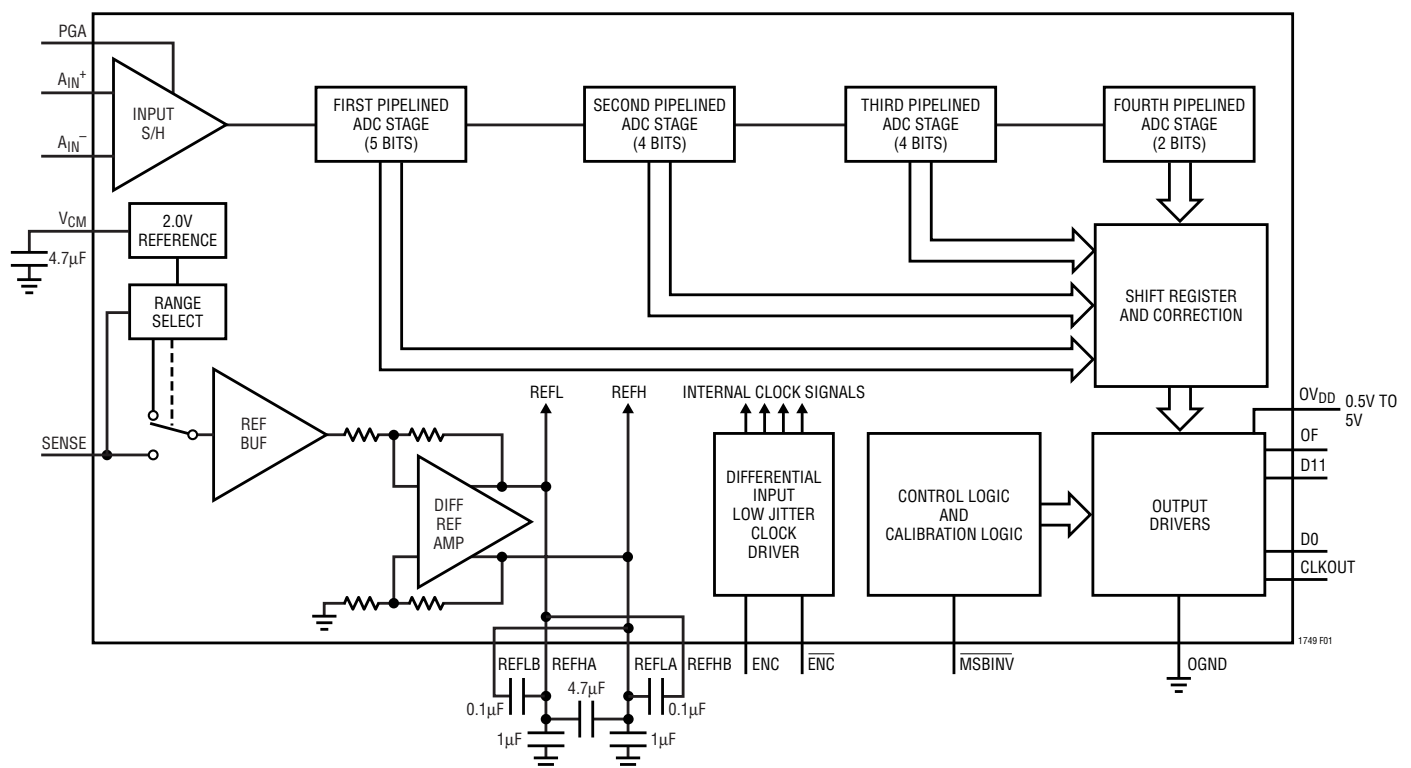 PGA
AIN+
AIN−
INPUT
S/H
FIRST PIPELINED
ADC STAGE
(5 BITS)
SECOND PIPELINED
ADC STAGE
(4 BITS)
THIRD PIPELINED
ADC STAGE
(4 BITS)
FOURTH PIPELINED
ADC STAGE
(2 BITS)
VCM
4.7µF
2.0V
REFERENCE
RANGE
SELECT
SHIFT REGISTER
AND CORRECTION
SENSE
REF
BUF
DIFF
REF
AMP
REFL
REFH
INTERNAL CLOCK SIGNALS
DIFFERENTIAL
INPUT
LOW JITTER
CLOCK
DRIVER
CONTROL LOGIC
AND
CALIBRATION LOGIC
OUTPUT
DRIVERS
OVDD
0.5V TO
5V
OF
D11
D0
CLKOUT
1749 F01
REFLB
REFHA
REFLA
REFHB
ENC
ENC
MSBINV
OGND
4.7µF
0.1µF
0.1µF
1µF
1µF